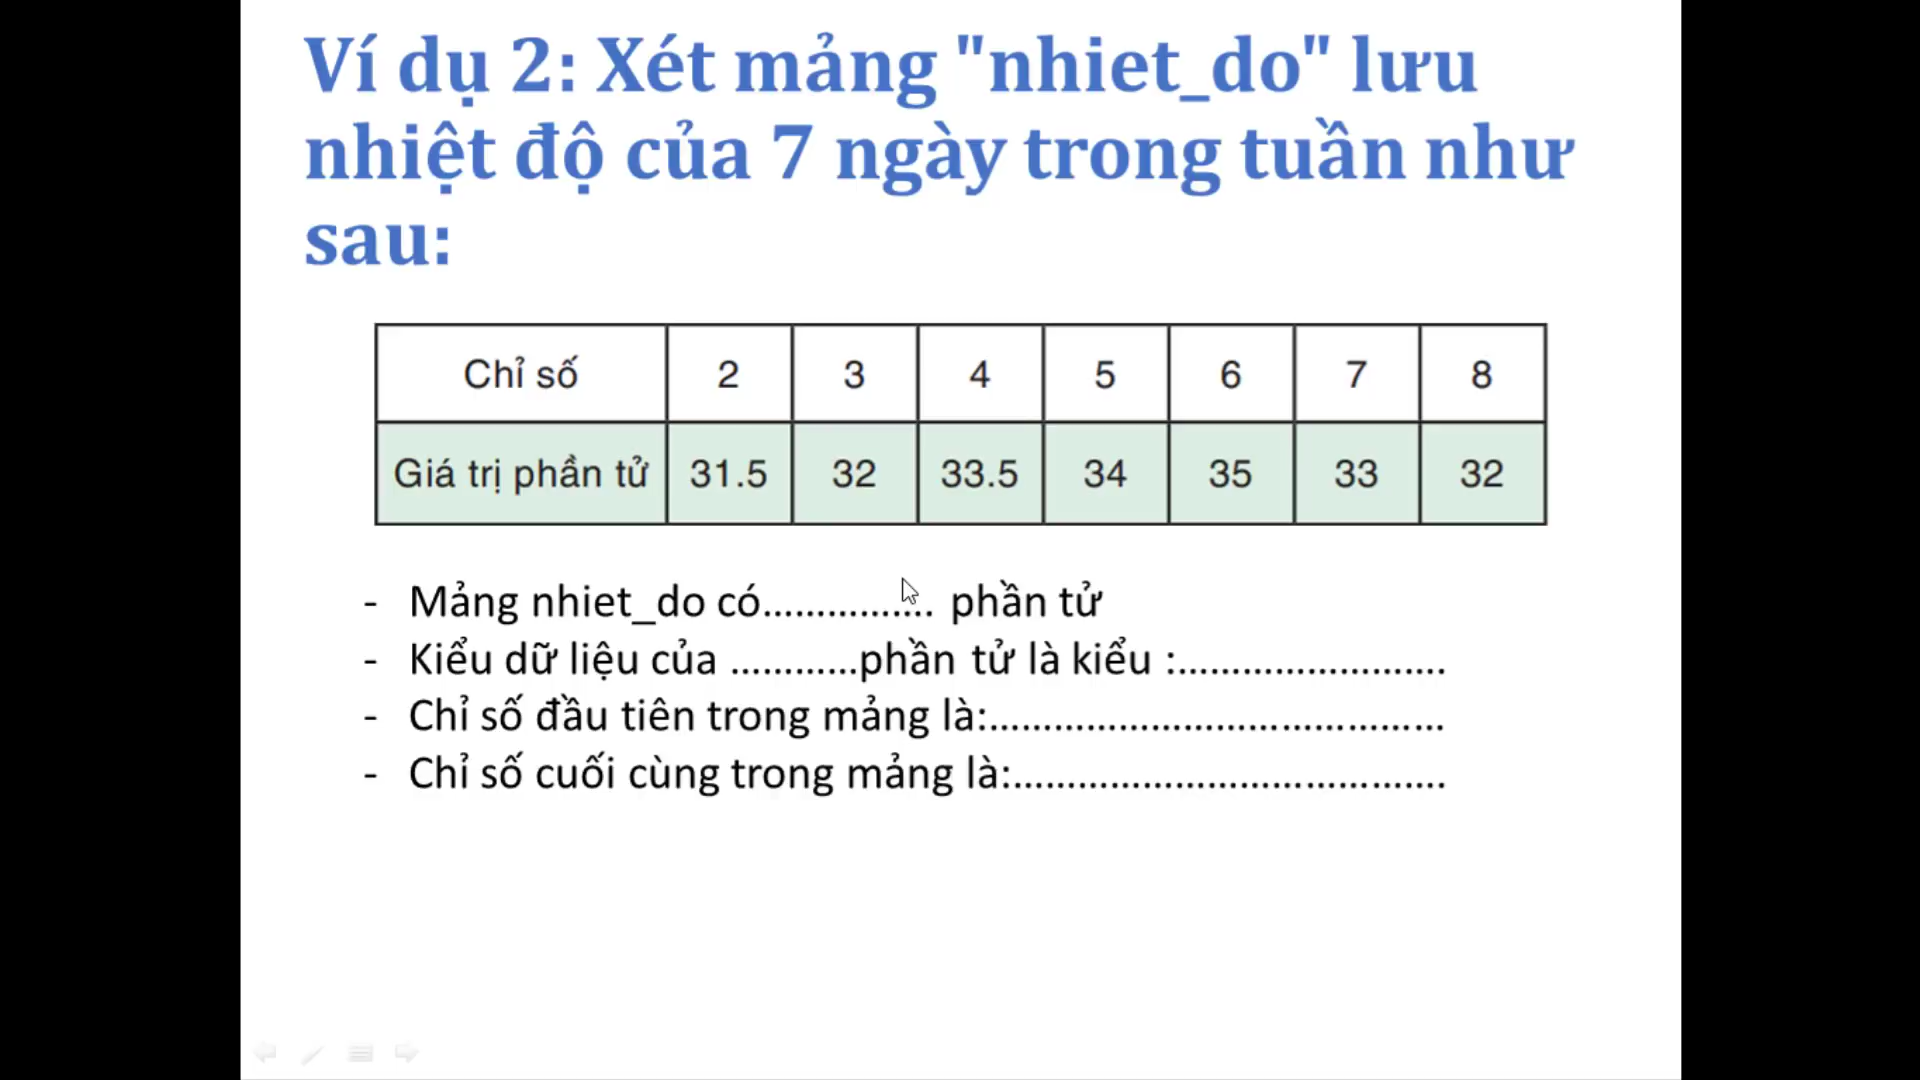 Ví dụ 2: Xét mảng "nhiet_do" lưu
nhiệt độ của 7 ngày trong tuần như
sau:
Chỉ số 2 3 4 5 6 7 8
Giá trị phần tử 31.5 32 33.5 34 35 33 32
- Mảng nhiet_do có................ phần tử
- Kiểu dữ liệu của ............phần tử là kiểu :.........................
- Chỉ số đầu tiên trong mảng là:..........................................
- Chỉ số cuối cùng trong mảng là:........................................